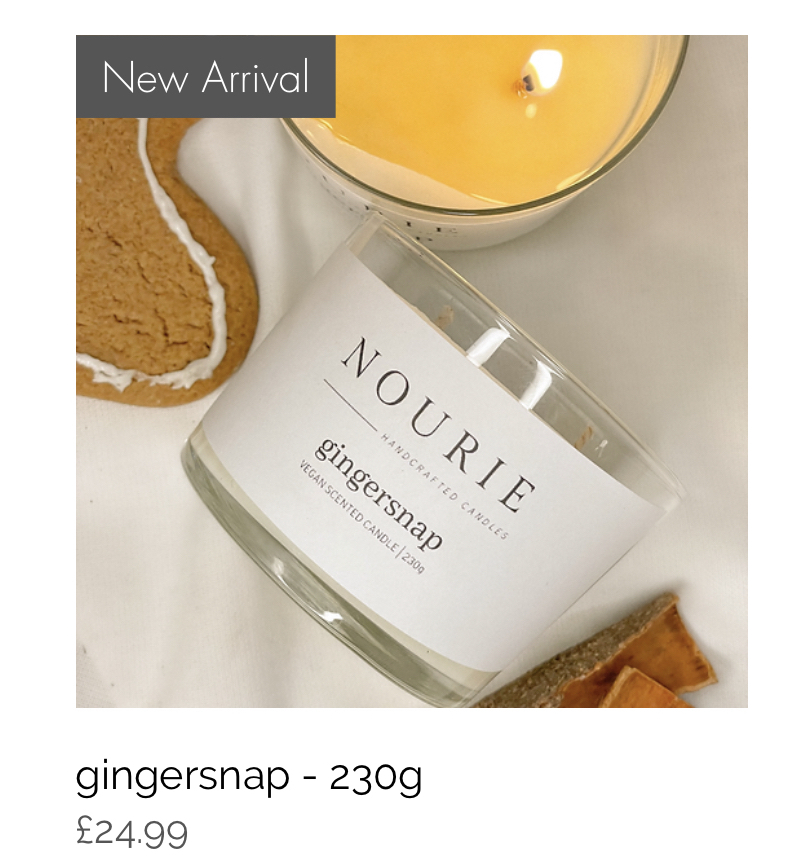 New Arrival
NOURIE
HANDCRAFTED CANDLES
gingersnap
VEGAN SCENTED CANDLE | 230g
gingersnap - 230g
£24.99